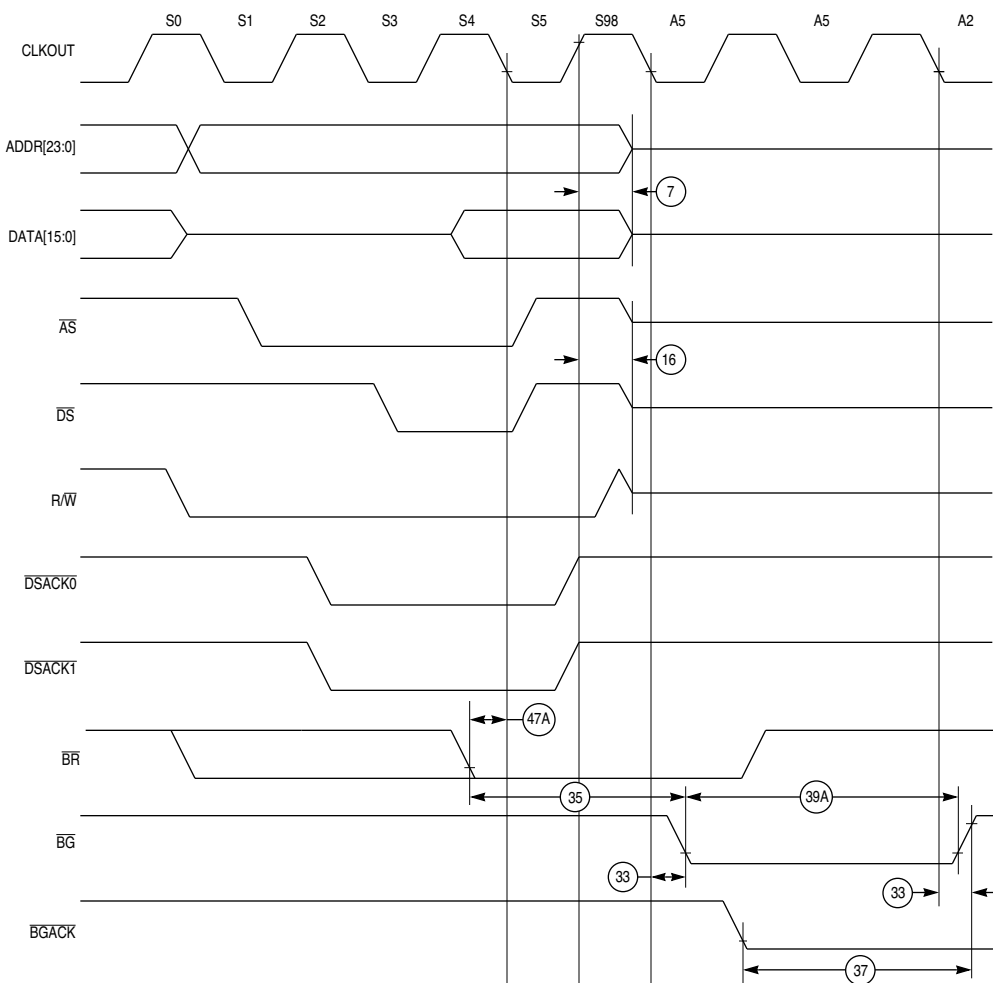 S0 S1 S2 S3 S4 S5 S98 A5 A5 A2
CLKOUT
ADDR[23:0]
7
DATA[15:0]
AS
16
DS
R/W
DSACK0
DSACK1
47A
BR
35 39A
BG
33 33
BGACK
37